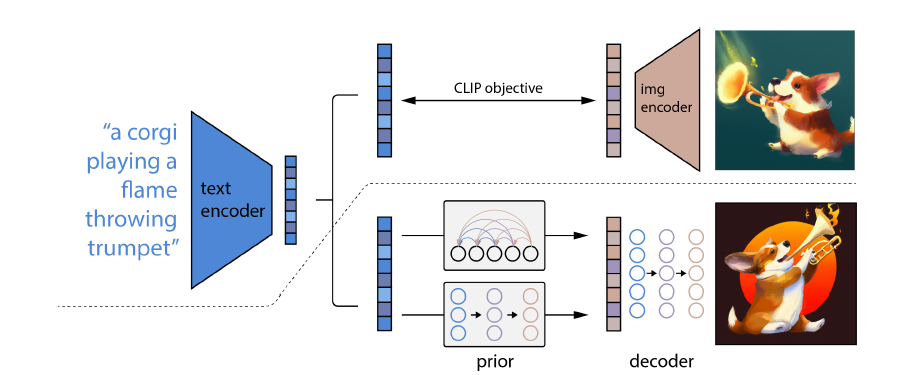 “a corgi
playing a
flame
throwing
trumpet”
text
encoder
CLIP objective
img
encoder
prior
decoder